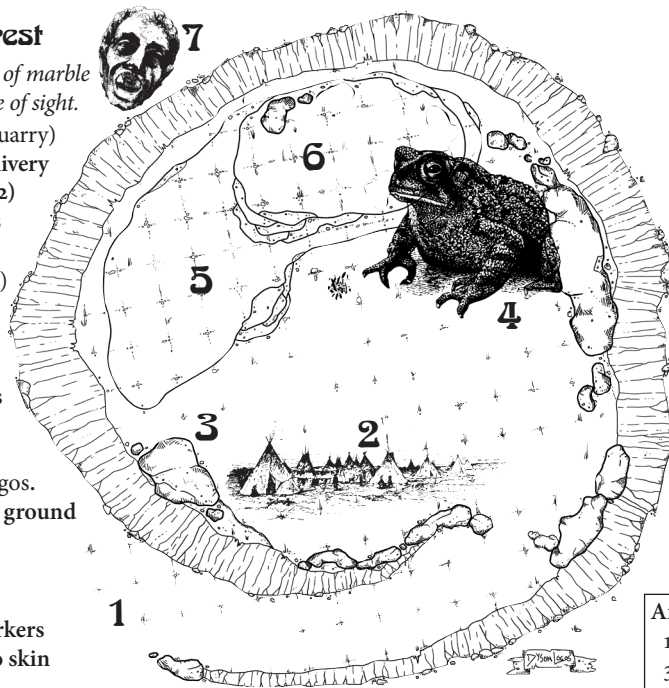 rest
of marble
e of sight.
uarry)
ivery
2)
)
s
gos.
ground
rkers
o skin
7
6
5
4
3
2
1
DYSON LOGOS
1
3